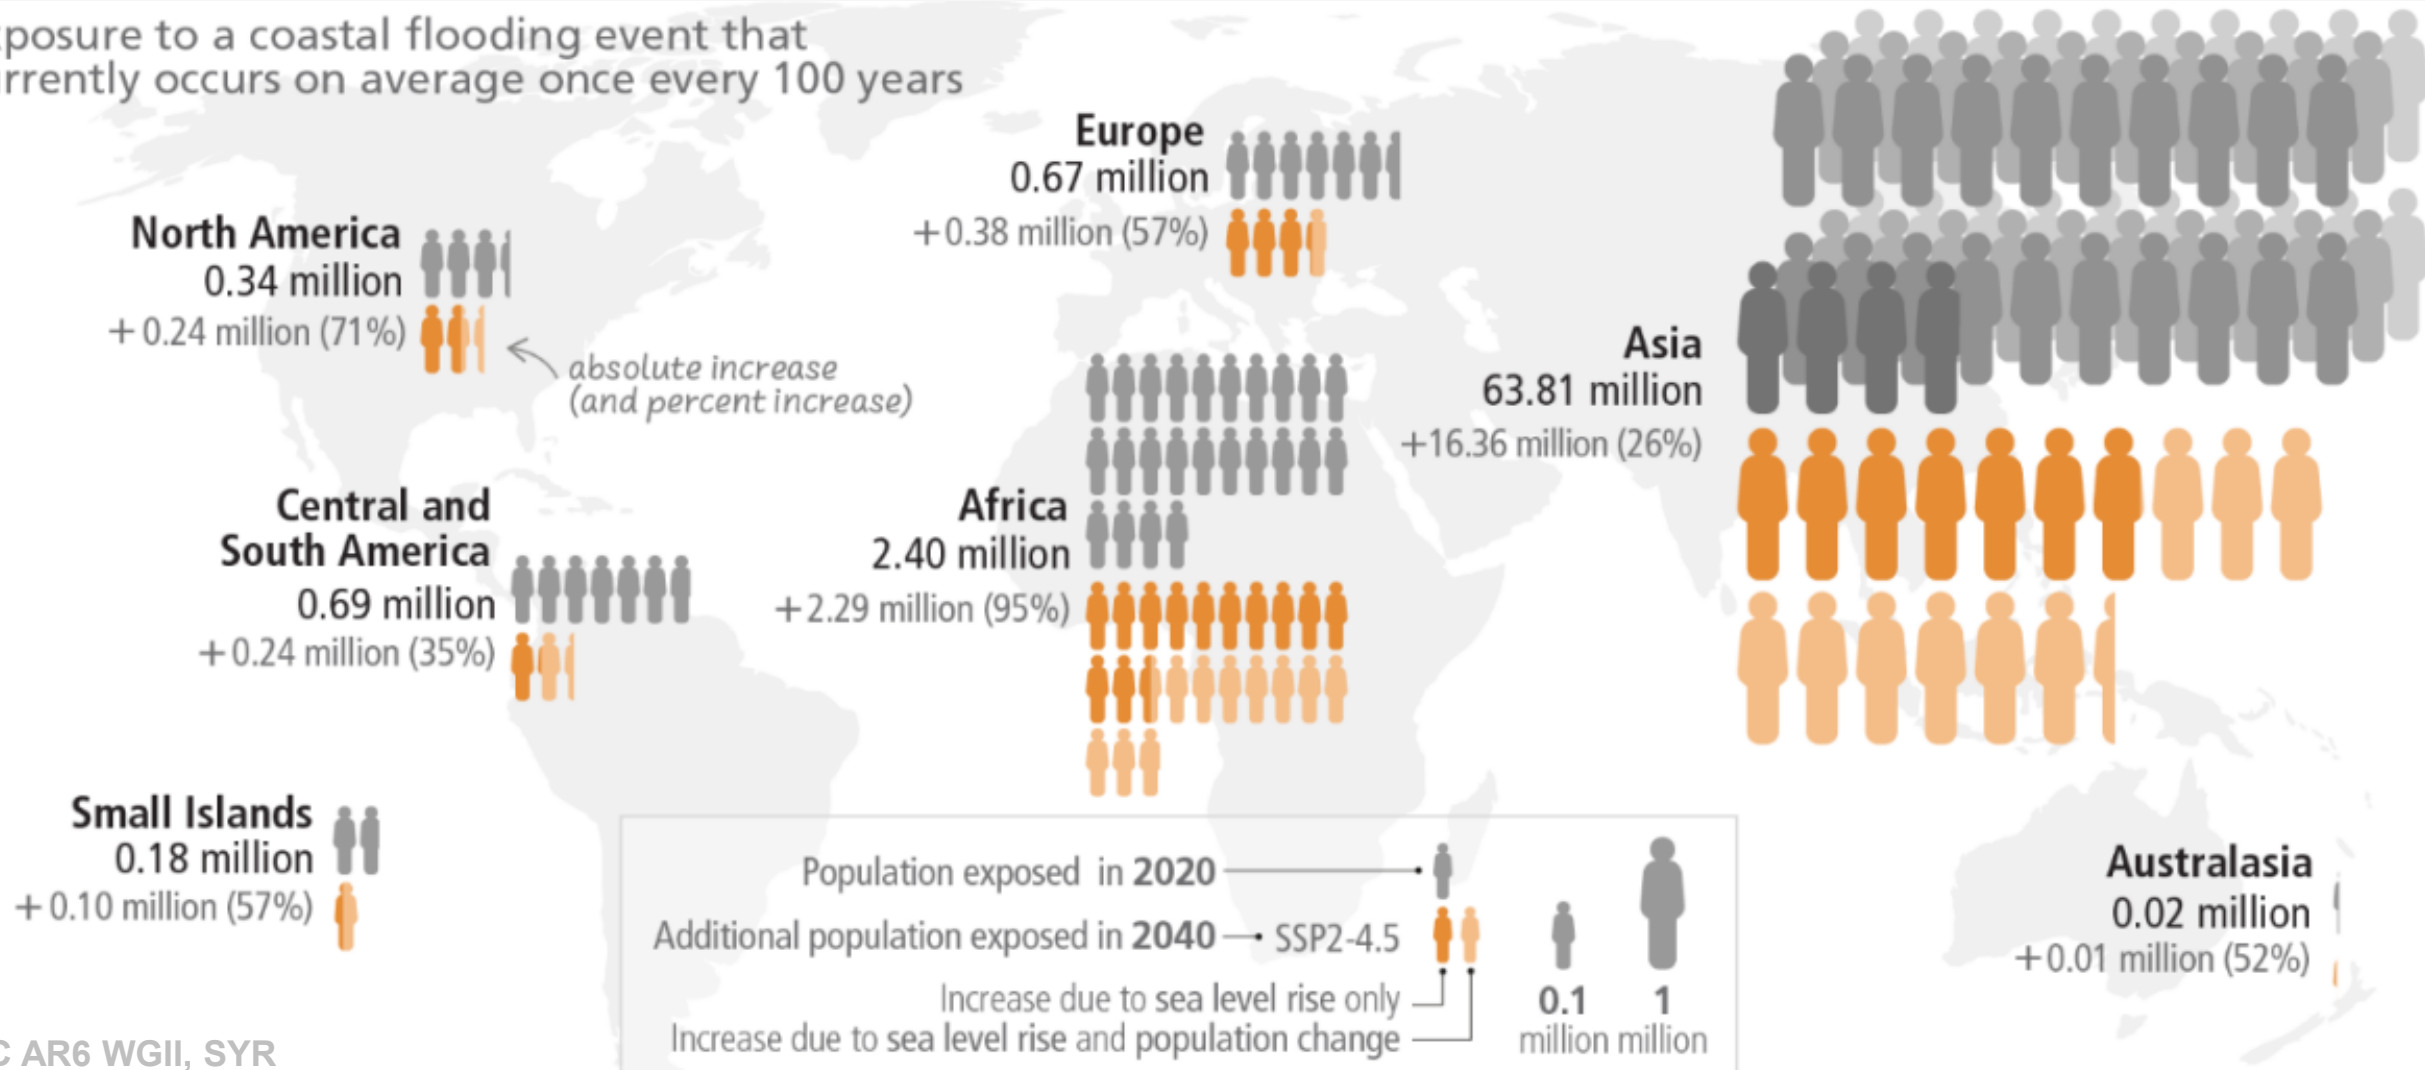 xposure to a coastal flooding event that
urrently occurs on average once every 100 years
Europe
0.67 million
+0.38 million (57%)
North America
0.34 million
+0.24 million (71%)
absolute increase
(and percent increase)
Asia
63.81 million
+16.36 million (26%)
Central and
South America
0.69 million
+0.24 million (35%)
Africa
2.40 million
+2.29 million (95%)
Small Islands
0.18 million
+0.10 million (57%)
Australasia
0.02 million
+0.01 million (52%)
Population exposed in 2020
Additional population exposed in 2040 SSP2-4.5
Increase due to sea level rise only
Increase due to sea level rise and population change
0.1 1
million million
C AR6 WGII, SYR